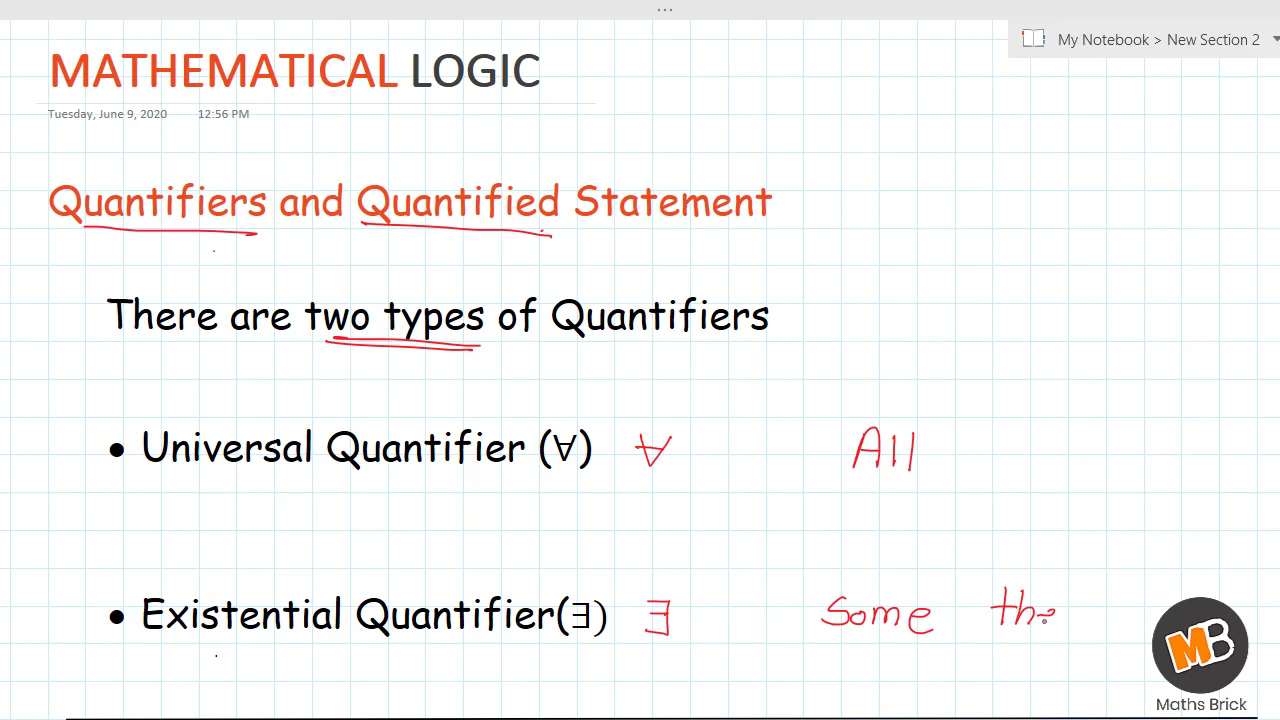 ...
My Notebook > New Section 2
MATHEMATICAL LOGIC
Tuesday, June 9, 2020 12:56 PM
Quantifiers and Quantified Statement
There are two types of Quantifiers
• Universal Quantifier (∀) ∀ All
• Existential Quantifier(∃) ∃ Some
MB
Maths Brick